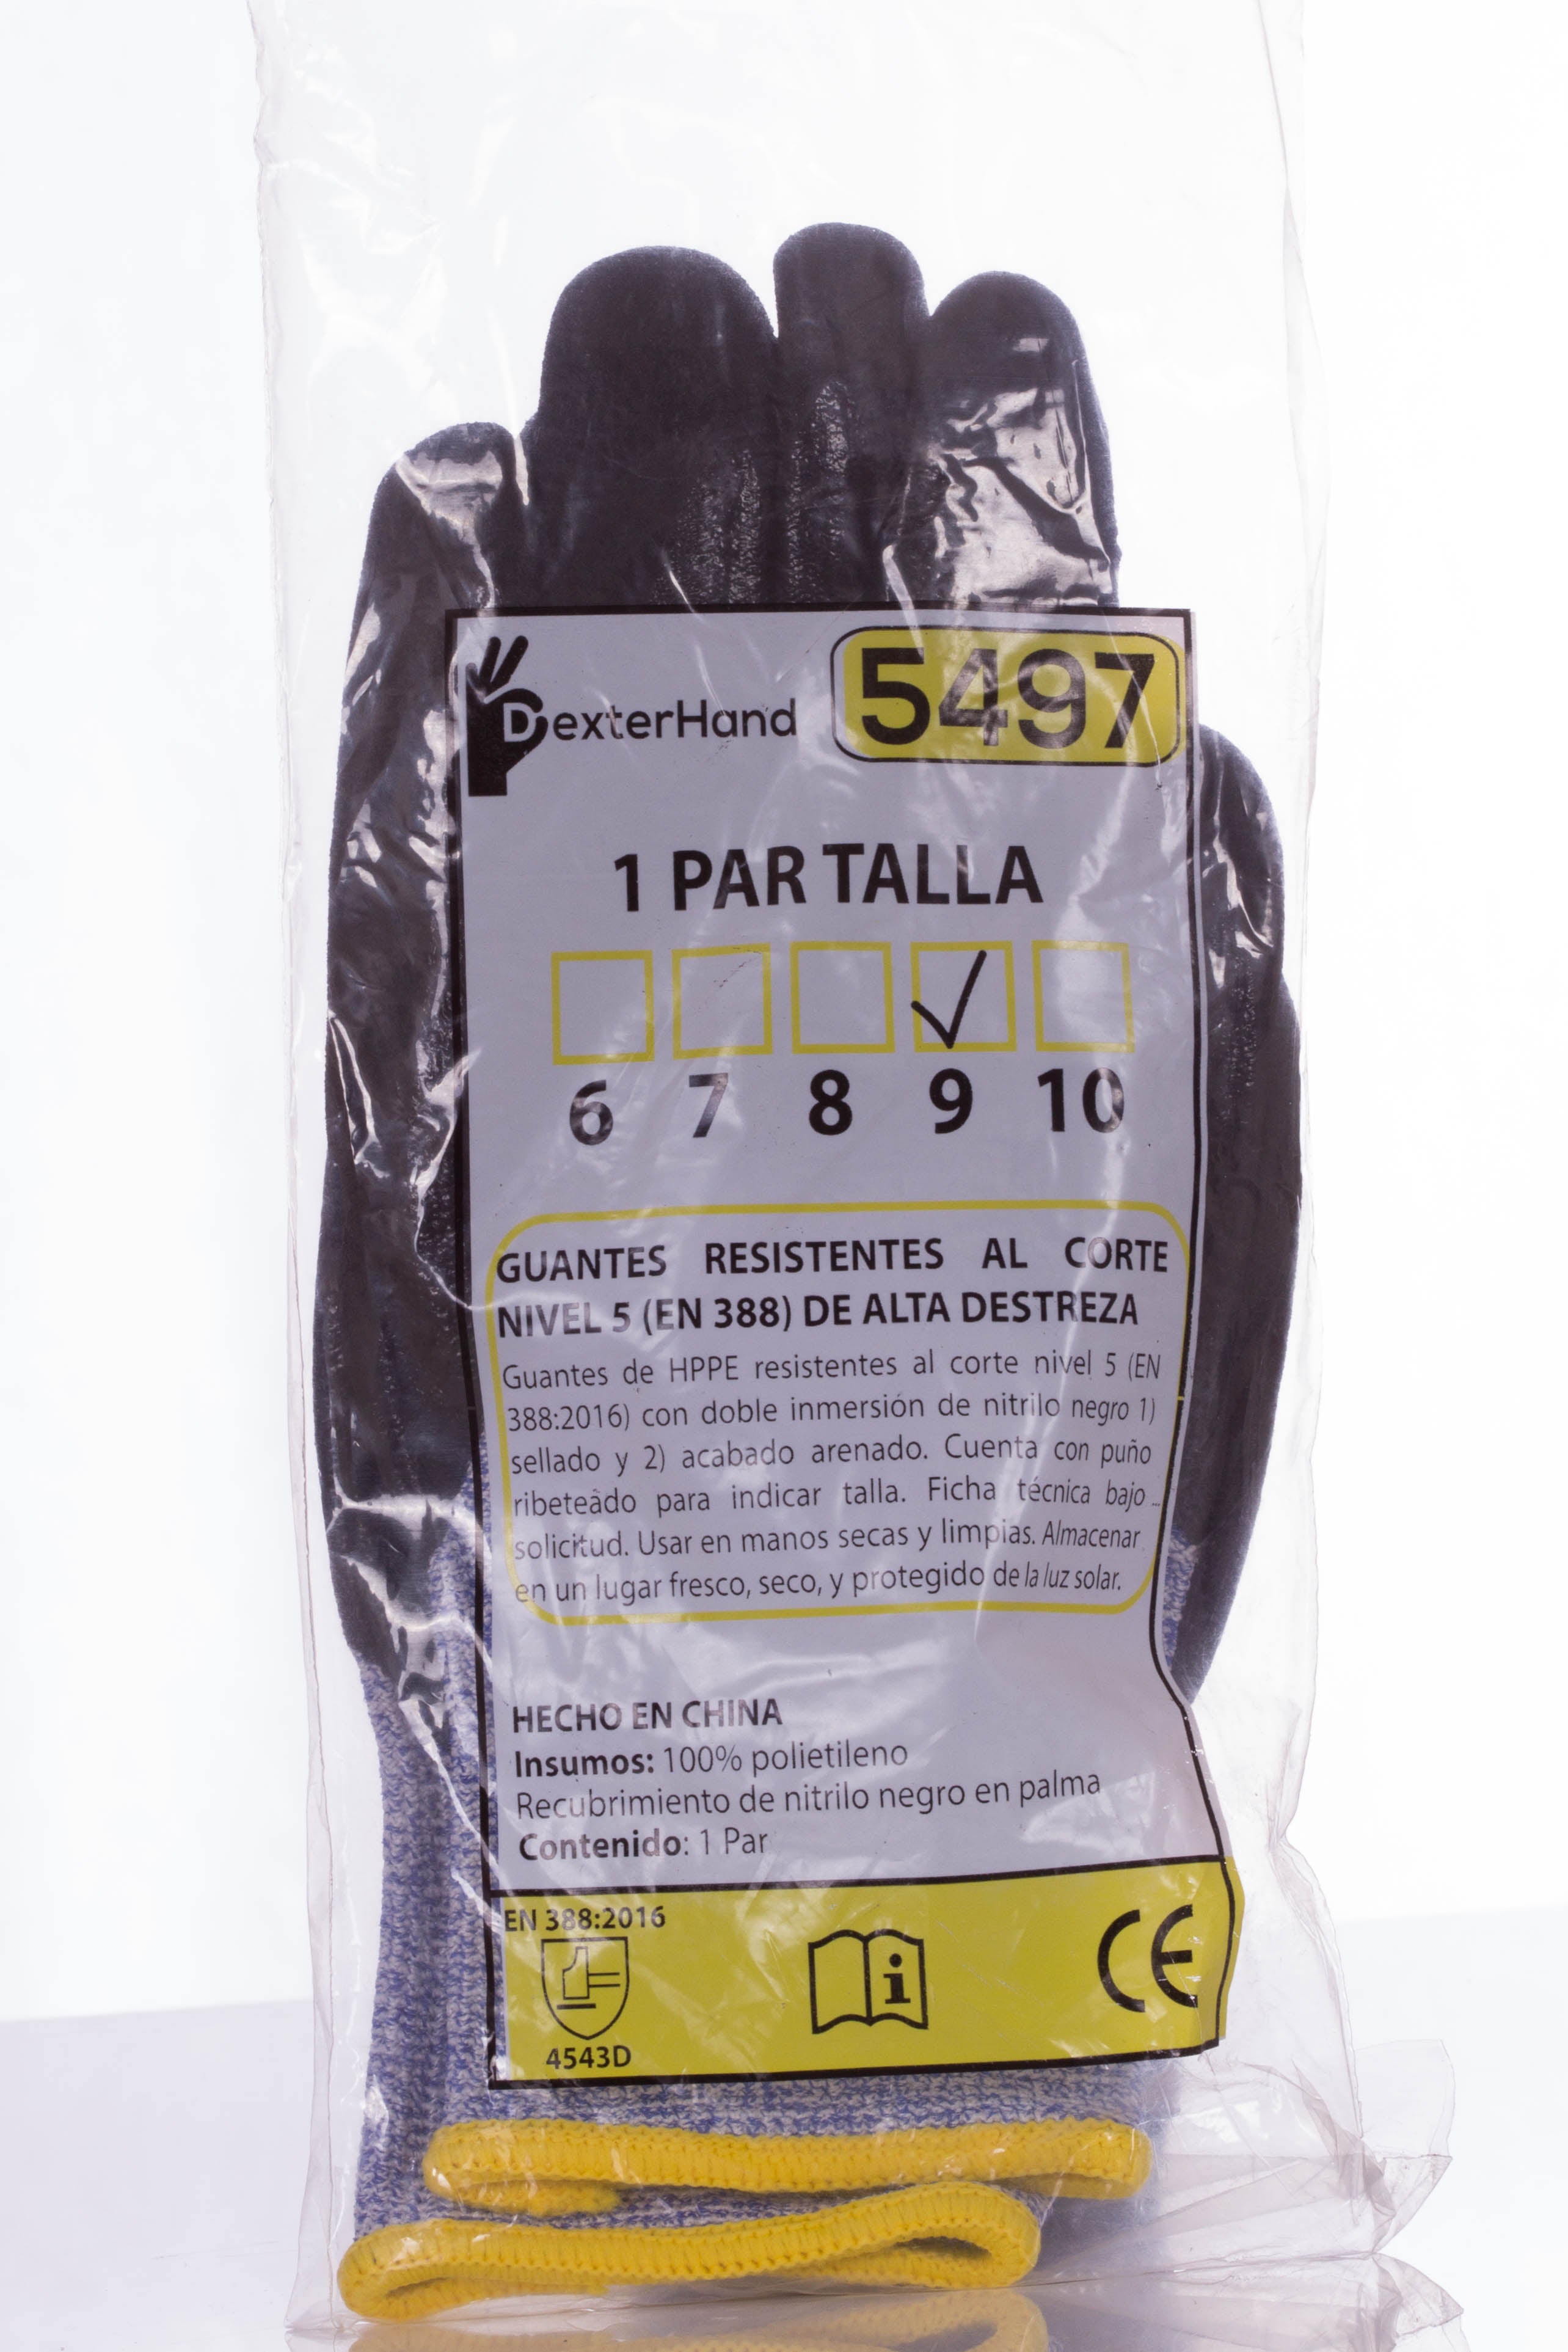 DexterHand
5497
1 PAR TALLA
6 7 8 9 10
GUANTES RESISTENTES AL CORTE
NIVEL 5 (EN 388) DE ALTA DESTREZA
Guantes de HPPE resistentes al corte nivel 5 (EN
388:2016) con doble inmersión de nitrilo negro 1)
sellado y 2) acabado arenado. Cuenta con puño
ribeteado para indicar talla. Ficha técnica bajo
solicitud. Usar en manos secas y limpias. Almacenar
en un lugar fresco, seco, y protegido de la luz solar.
HECHO EN CHINA
Insumos: 100% polietileno
Recubrimiento de nitrilo negro en palma
Contenido: 1 Par
EN 388:2016
i
CE
4543D